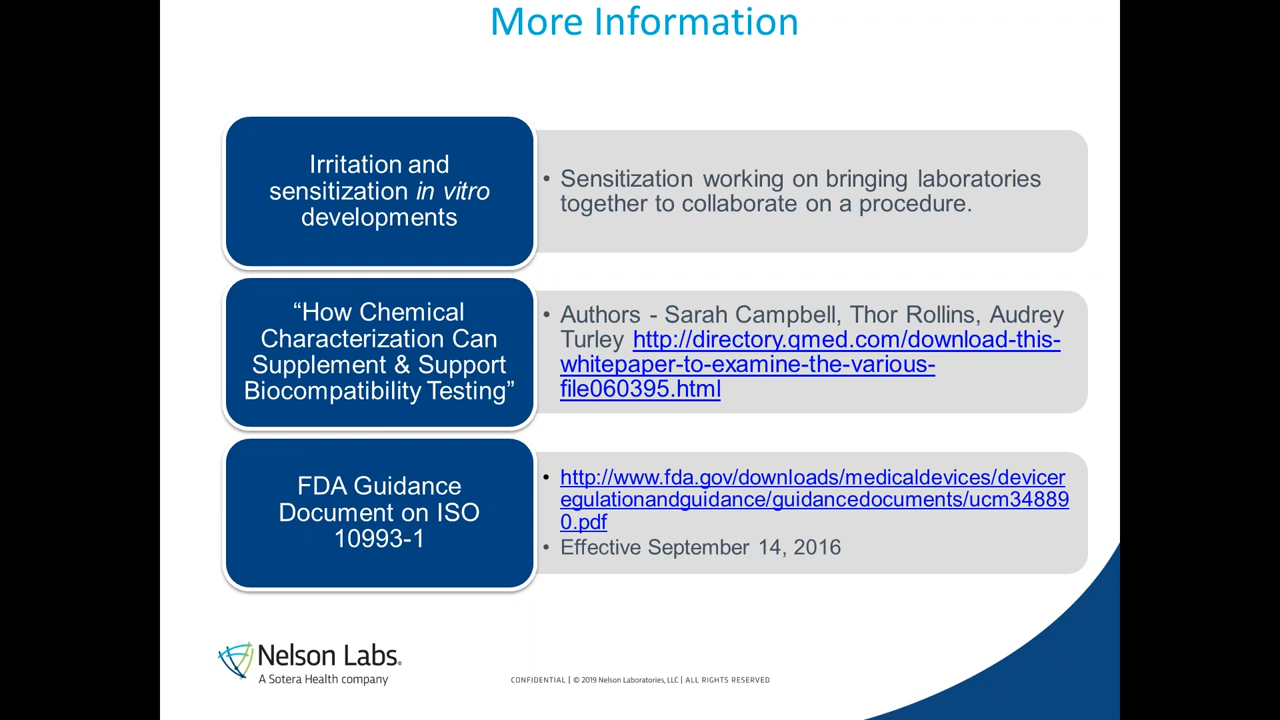 More Information
Irritation and
sensitization in vitro
developments
• Sensitization working on bringing laboratories
together to collaborate on a procedure.
“How Chemical
Characterization Can
Supplement & Support
Biocompatibility Testing”
• Authors - Sarah Campbell, Thor Rollins, Audrey
Turley http://directory.qmed.com/download-this-
whitepaper-to-examine-the-various-
file060395.html
FDA Guidance
Document on ISO
10993-1
• http://www.fda.gov/downloads/medicaldevices/devicer
egulationandguidance/guidancedocuments/ucm34889
0.pdf
• Effective September 14, 2016
Nelson Labs.
A Sotera Health company
CONFIDENTIAL | © 2019 Nelson Laboratories, LLC | ALL RIGHTS RESERVED